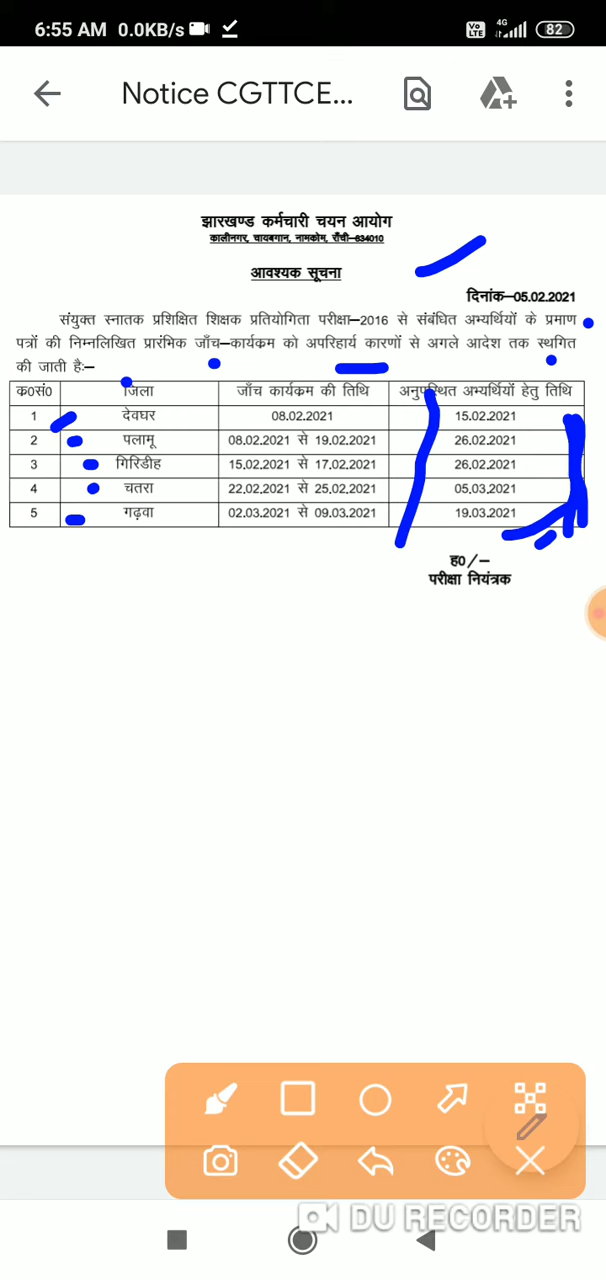 6:55 AM 0.0KB/s Vo LTE 4G 82
Notice CGTTCE...
झारखण्ड कर्मचारी चयन आयोग
कालीनगर, चायबगान, नामकोम, राँची–834010
आवश्यक सूचना
दिनांक–05.02.2021
संयुक्त स्नातक प्रशिक्षित शिक्षक प्रतियोगिता परीक्षा–2016 से संबंधित अभ्यर्थियों के प्रमाण
पत्रों की निम्नलिखित प्रारंभिक जाँच–कार्यक्रम को अपरिहार्य कारणों से अगले आदेश तक स्थगित
की जाती है:–
क0सं0 जिला जाँच कार्यक्रम की तिथि अनुपस्थित अभ्यर्थियों हेतु तिथि
1 देवघर 08.02.2021 15.02.2021
2 पलामू 08.02.2021 से 19.02.2021 26.02.2021
3 गिरिडीह 15.02.2021 से 17.02.2021 26.02.2021
4 चतरा 22.02.2021 से 25.02.2021 05.03.2021
5 गढ़वा 02.03.2021 से 09.03.2021 19.03.2021
ह0/–
परीक्षा नियंत्रक
DU RECORDER